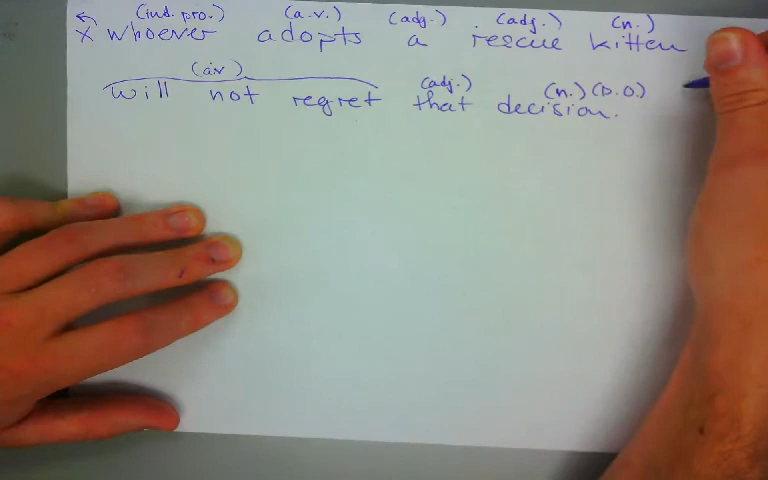 (ind. pro.) (a.v.) (adj.) (adj.) (n.)
x whoever adopts a rescue kitten
(av) (adj.) (n.) (D.O.)
will not regret that decision.